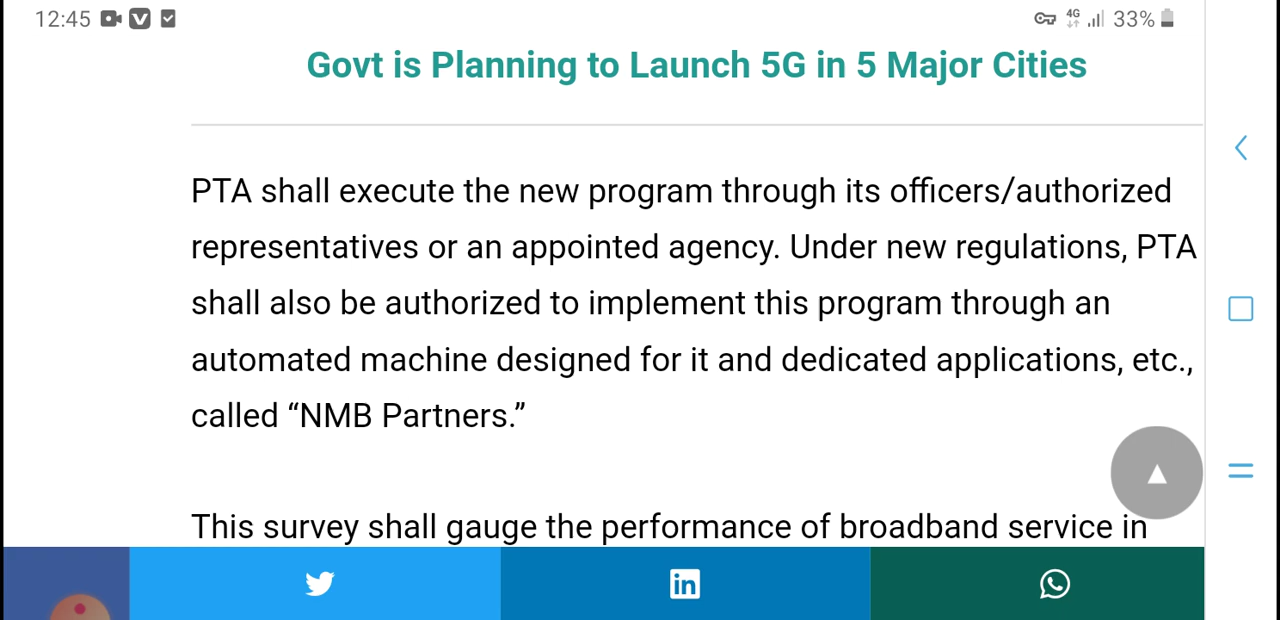 12:45
4G
33%
Govt is Planning to Launch 5G in 5 Major Cities
PTA shall execute the new program through its officers/authorized
representatives or an appointed agency. Under new regulations, PTA
shall also be authorized to implement this program through an
automated machine designed for it and dedicated applications, etc.,
called “NMB Partners.”
This survey shall gauge the performance of broadband service in
in